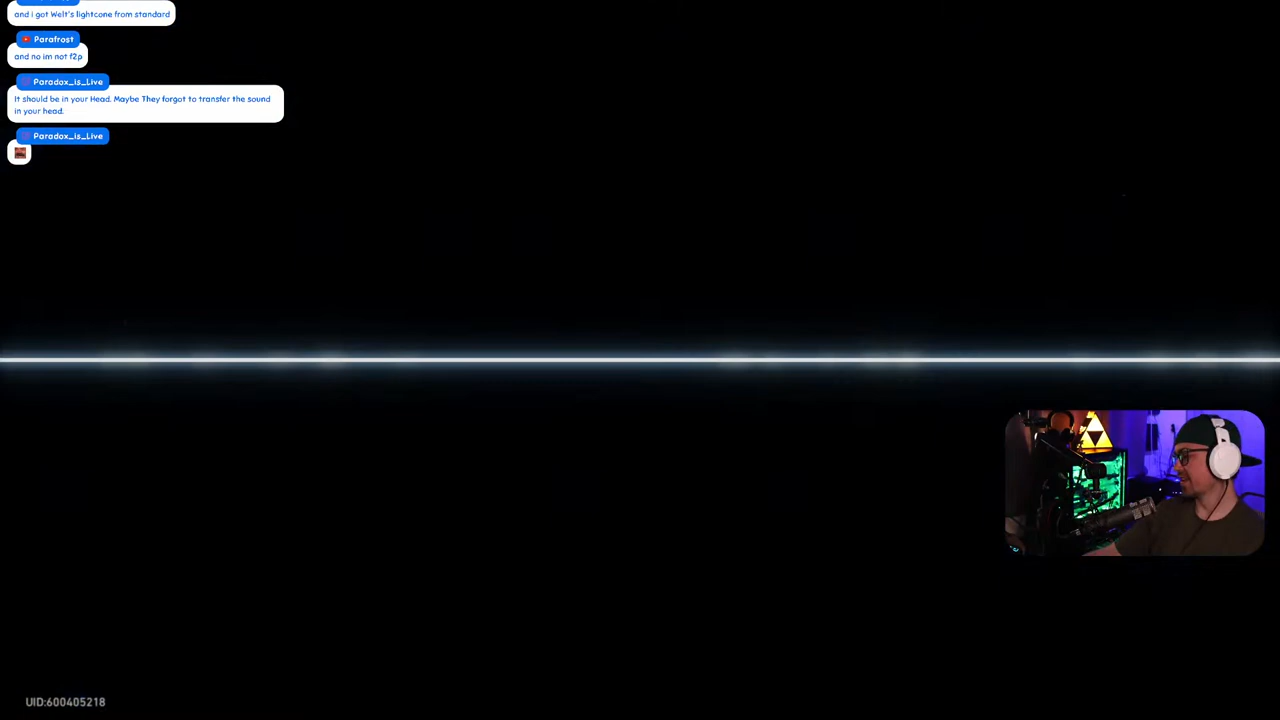 and i got Welt's lightcone from standard
Parafrost
and no im not f2p
Paradox_is_Live
It should be in your Head. Maybe They forgot to transfer the sound
in your head.
Paradox_is_Live
UID:600405218